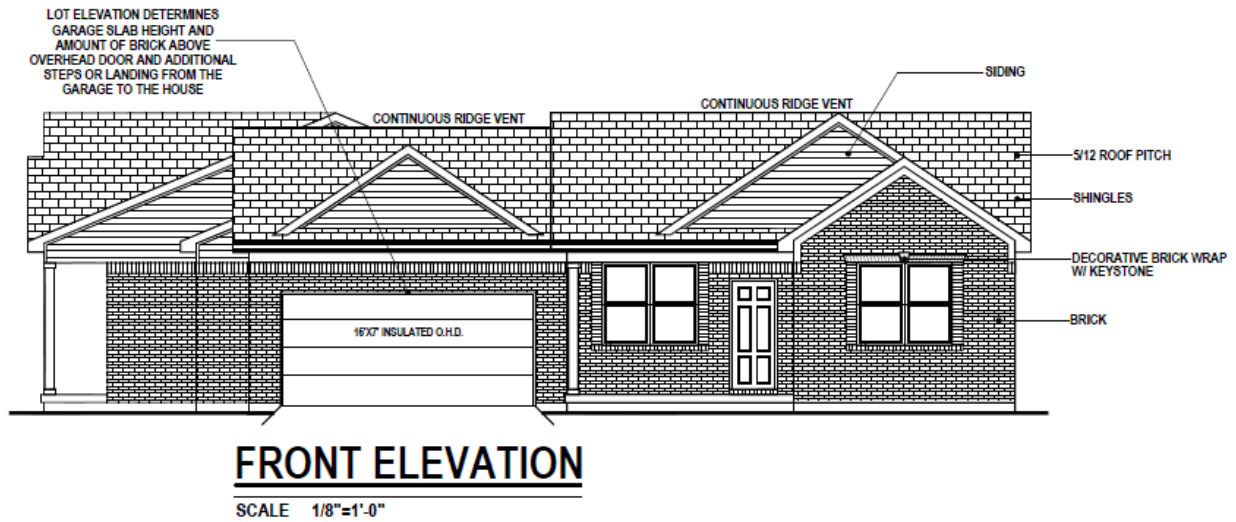 LOT ELEVATION DETERMINES
GARAGE SLAB HEIGHT AND
AMOUNT OF BRICK ABOVE
OVERHEAD DOOR AND ADDITIONAL
STEPS OR LANDING FROM THE
GARAGE TO THE HOUSE
SIDING
CONTINUOUS RIDGE VENT
CONTINUOUS RIDGE VENT
5/12 ROOF PITCH
SHINGLES
DECORATIVE BRICK WRAP
W/ KEYSTONE
BRICK
16'X7' INSULATED O.H.D.
FRONT ELEVATION
SCALE 1/8"=1'-0"